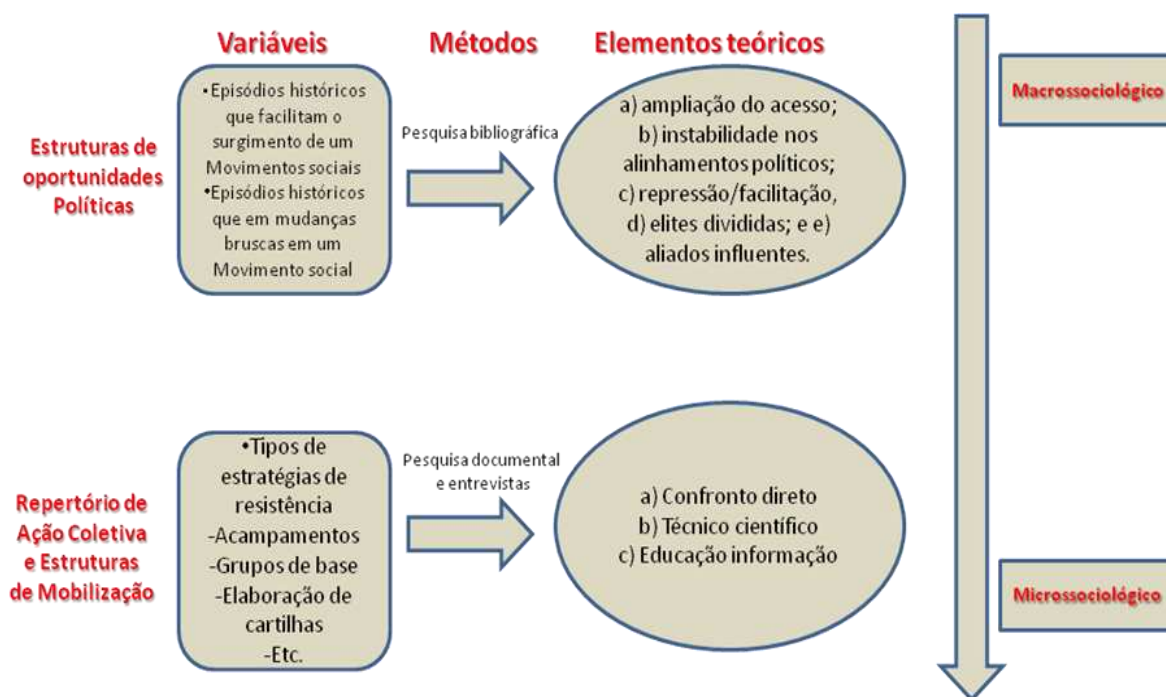 Variáveis
Métodos
Elementos teóricos
Estruturas de
oportunidades
Políticas
•Episódios históricos
que facilitam o
surgimento de um
Movimentos sociais
•Episódios históricos
que em mudanças
bruscas em um
Movimento social
Pesquisa bibliográfica
a) ampliação do acesso;
b) instabilidade nos
alinhamentos políticos;
c) repressão/facilitação,
d) elites divididas; e e)
aliados influentes.
Macrossociológico
Repertório de
Ação Coletiva
e Estruturas
de Mobilização
•Tipos de
estratégias de
resistência
-Acampamentos
-Grupos de base
-Elaboração de
cartilhas
-Etc.
Pesquisa documental
e entrevistas
a) Confronto direto
b) Técnico científico
c) Educação informação
Microssociológico